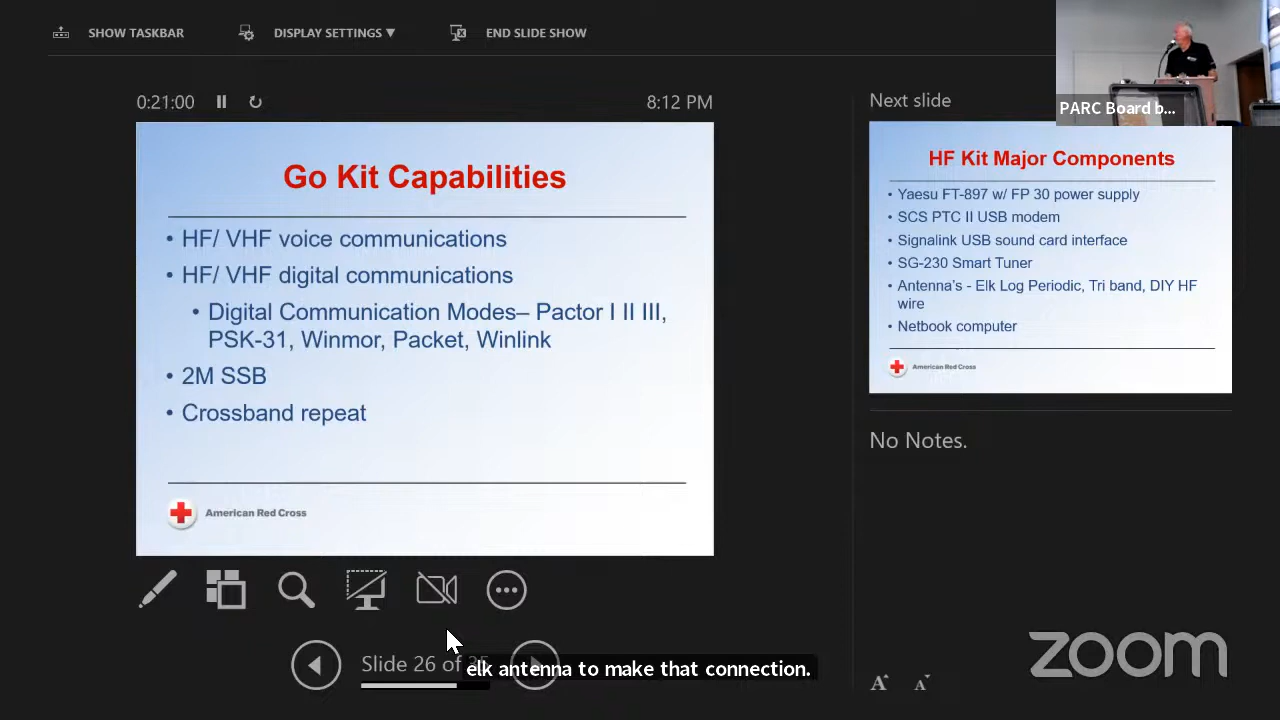 SHOW TASKBAR
DISPLAY SETTINGS ▼
END SLIDE SHOW
PARC Board b...
0:21:00
8:12 PM
Go Kit Capabilities
• HF/ VHF voice communications
• HF/ VHF digital communications
• Digital Communication Modes– Pactor I II III,
PSK-31, Winmor, Packet, Winlink
• 2M SSB
• Crossband repeat
American Red Cross
Next slide
HF Kit Major Components
• Yaesu FT-897 w/ FP 30 power supply
• SCS PTC II USB modem
• Signalink USB sound card interface
• SG-230 Smart Tuner
• Antenna’s - Elk Log Periodic, Tri band, DIY HF
wire
• Netbook computer
American Red Cross
No Notes.
Slide 26 of 35
elk antenna to make that connection.
A A
zoom